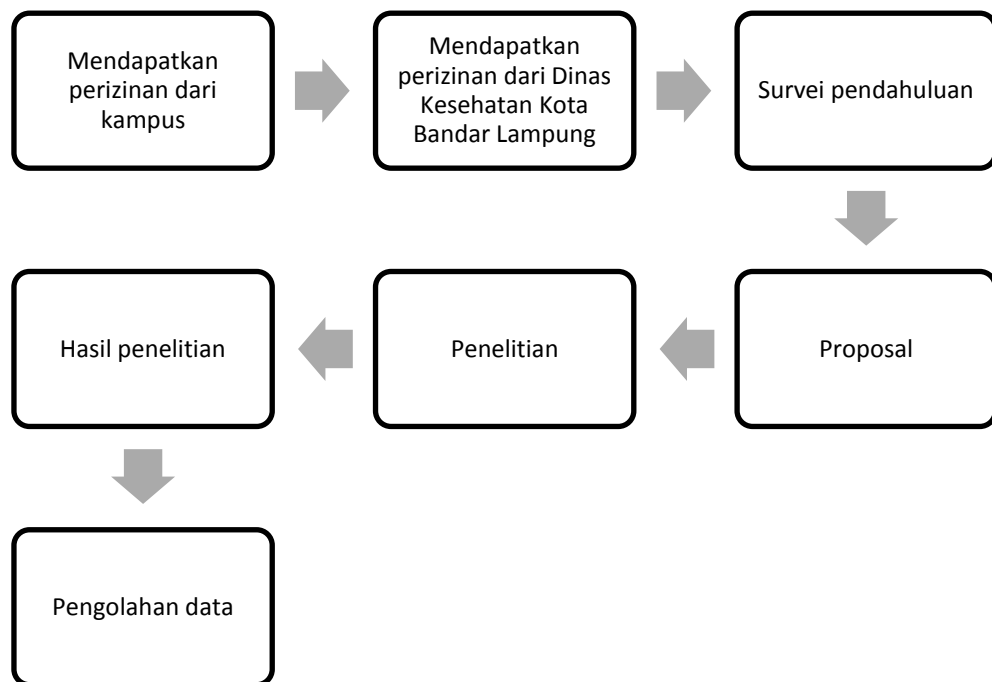 Mendapatkan
perizinan dari
kampus
Mendapatkan
perizinan dari Dinas
Kesehatan Kota
Bandar Lampung
Survei pendahuluan
Proposal
Penelitian
Hasil penelitian
Pengolahan data